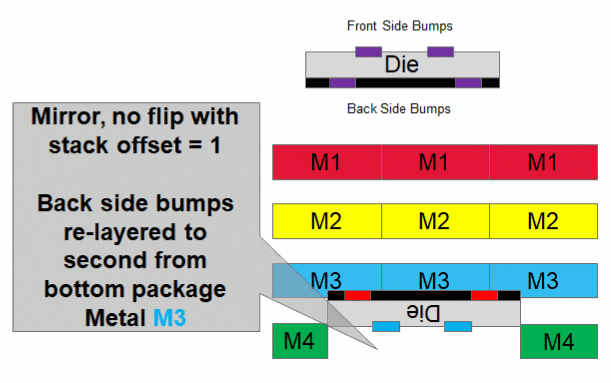 Front Side Bumps
Die
Back Side Bumps
Mirror, no flip with
stack offset = 1
Back side bumps
re-layered to
second from
bottom package
Metal M3
M1 M1 M1
M2 M2 M2
M3 M3 M3
Die
M4 M4